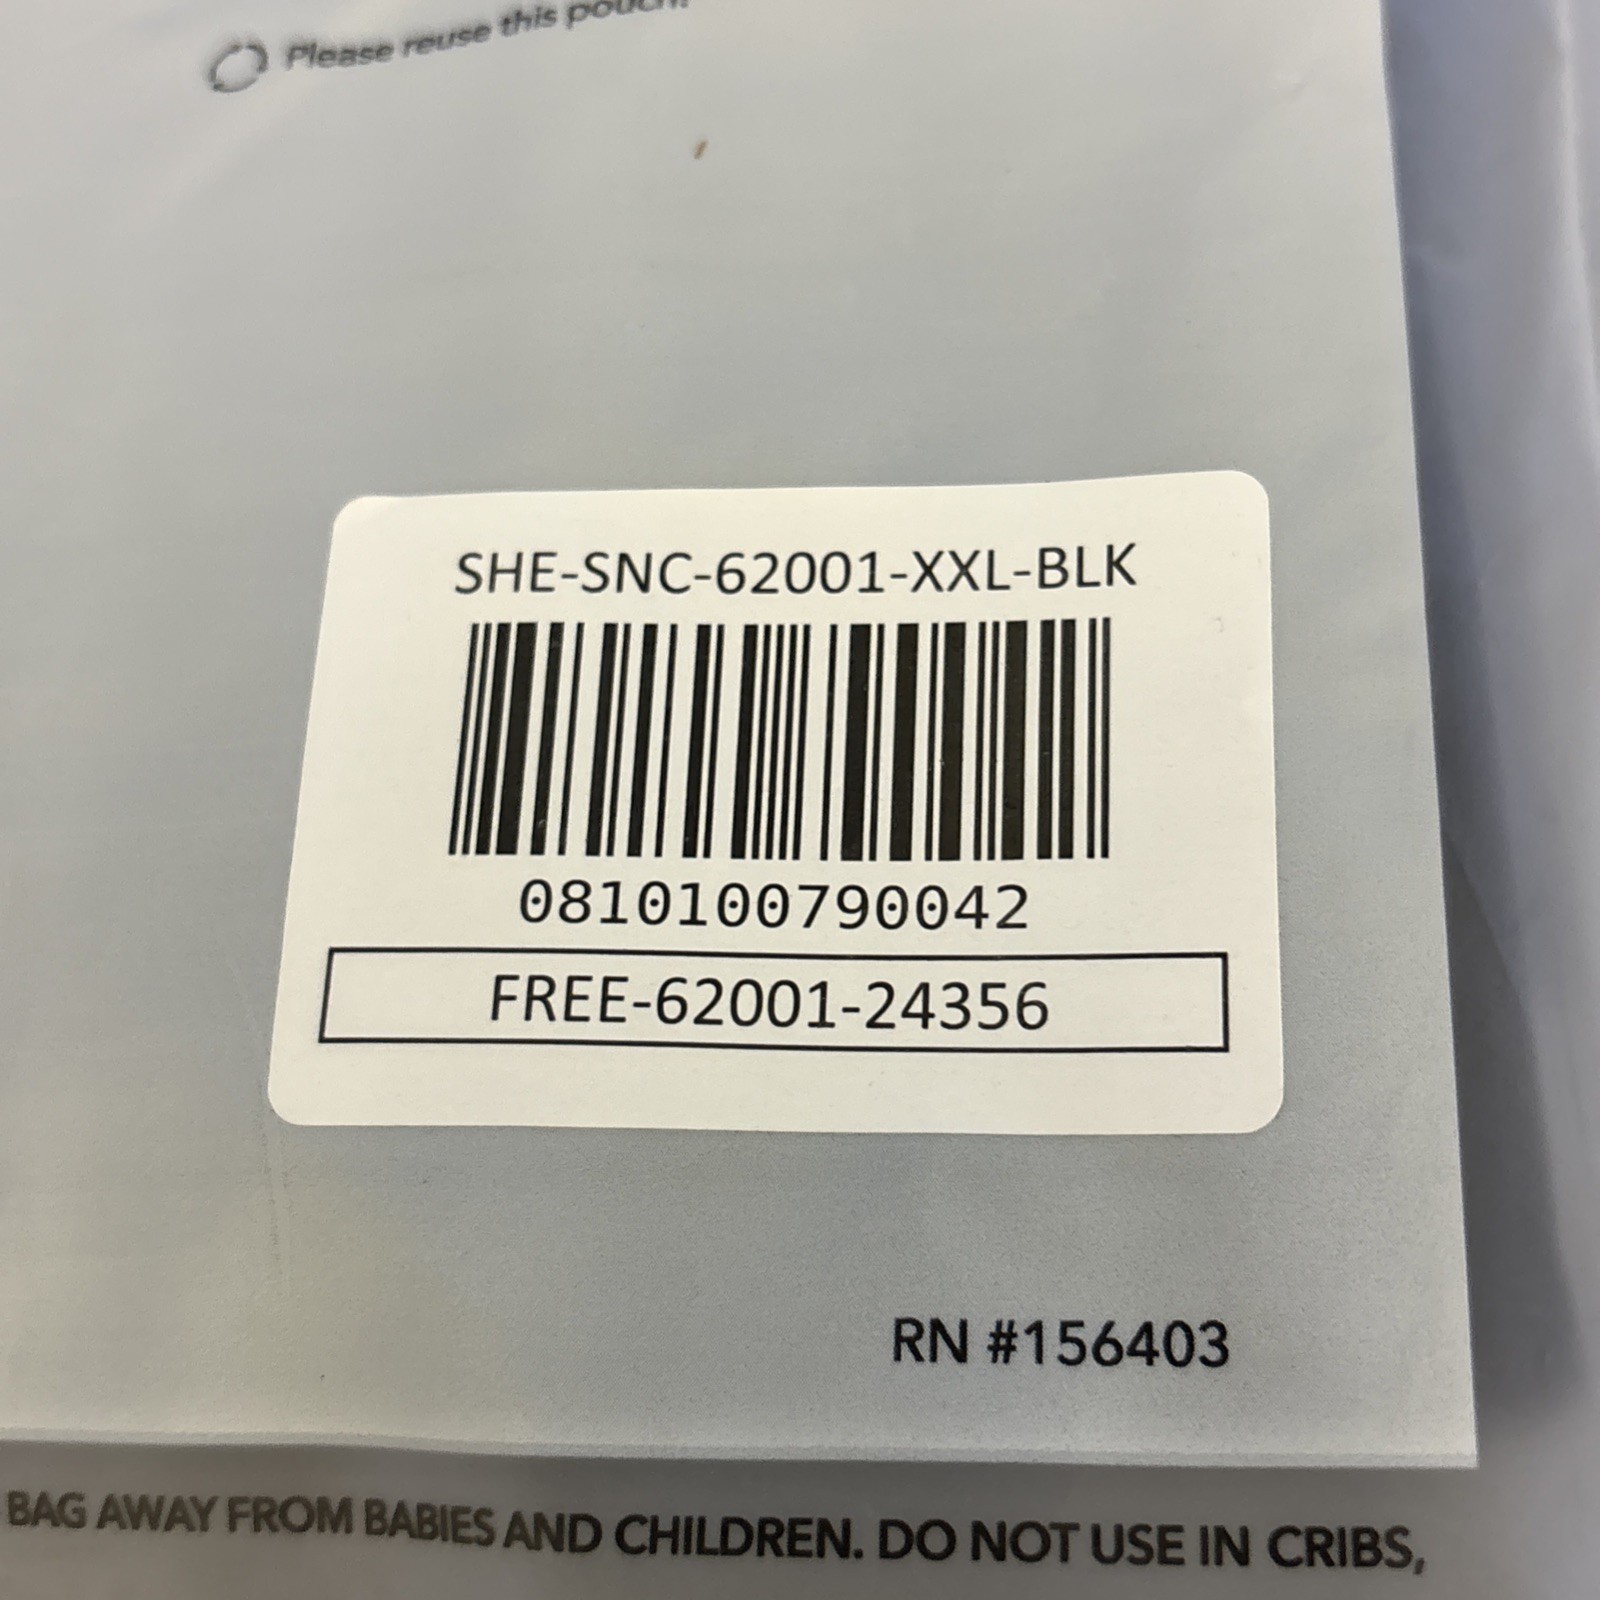 Please reuse this pouch.
SHE-SNC-62001-XXL-BLK
0810100790042
FREE-62001-24356
RN #156403
BAG AWAY FROM BABIES AND CHILDREN. DO NOT USE IN CRIBS,